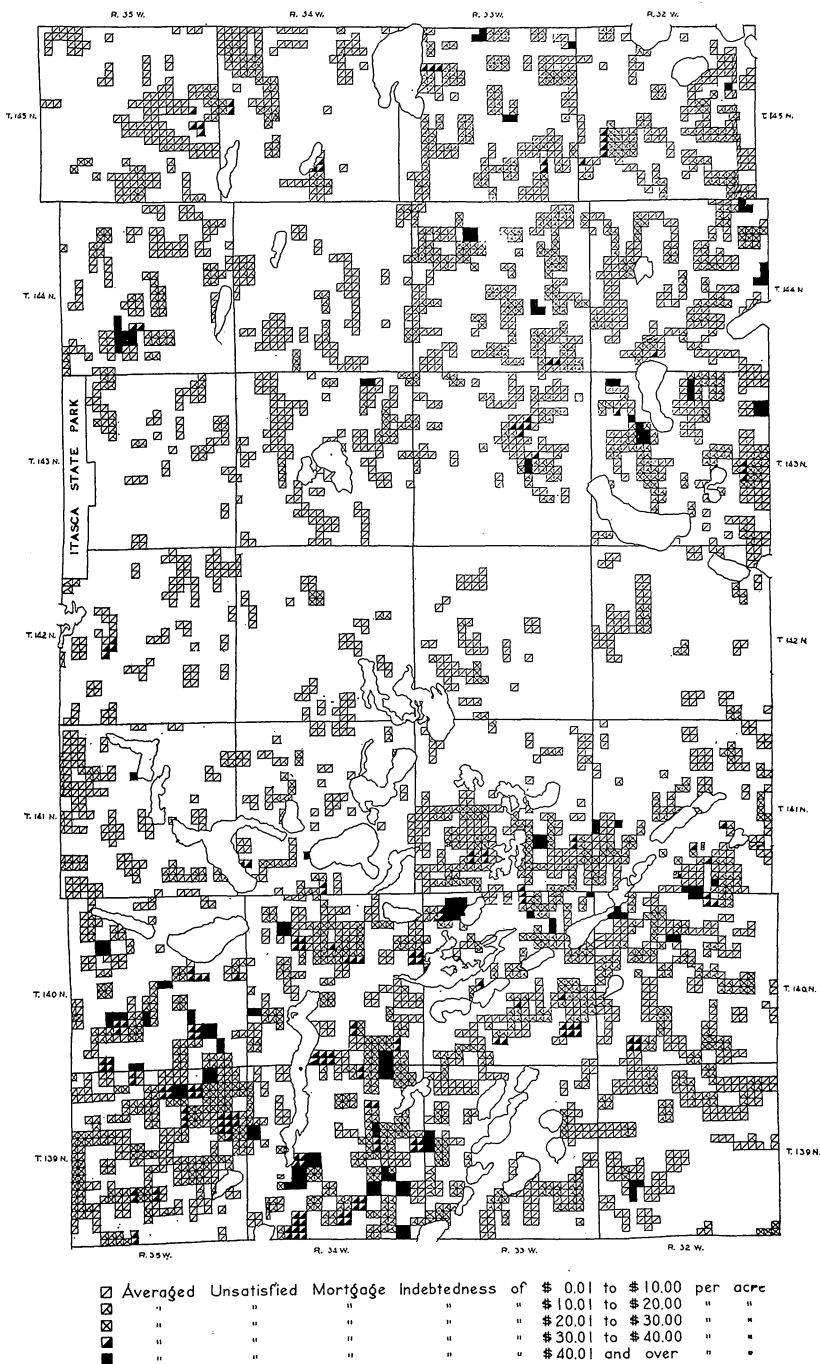 R. 35 W. R. 34 W. R. 33W. R. 32 W.
T. 145 N. T. 145 N.
T. 144 N. T. 144 N.
ITASCA STATE PARK
T. 143 N. T. 143 N.
T. 142 N. T. 142 N.
T. 141 N. T. 141 N.
T. 140 N. T. 140 N.
T. 139 N. T. 139 N.
R. 35 W. R. 34 W. R. 33 W. R. 32 W.
Averaged Unsatisfied Mortgage Indebtedness of $ 0.01 to $ 10.00 per acre
" " " " $ 10.01 to $ 20.00 " "
" " " " $ 20.01 to $ 30.00 " "
" " " " $ 30.01 to $ 40.00 " "
" " " " $ 40.01 and over " "